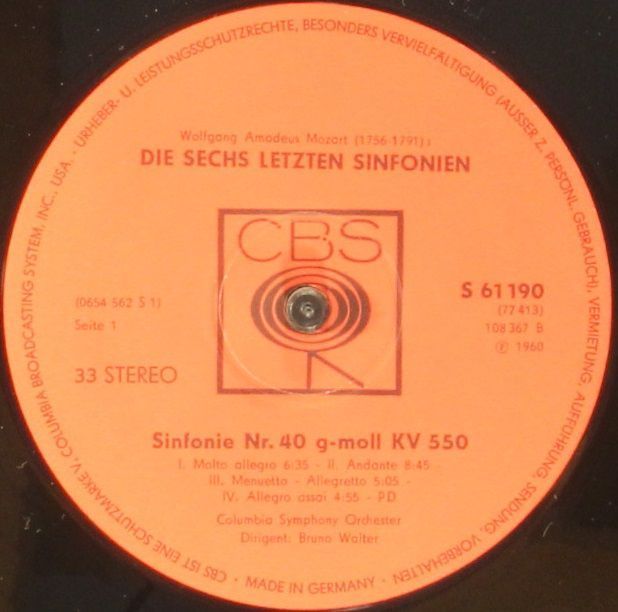 URHEBER- U. LEISTUNGSSCHUTZRECHTE, BESONDERS VERVIELFÄLTIGUNG (AUSSER Z. PERSÖNL. GEBRAUCH), VERMIETUNG, AUFFÜHRUNG, SENDUNG, VORBEHALTEN · MADE IN GERMANY · CBS IST EINE SCHUTZMARKE V. COLUMBIA BROADCASTING SYSTEM, INC., USA ·
Wolfgang Amadeus Mozart (1756-1791):
DIE SECHS LETZTEN SINFONIEN
CBS
(0654 562 S 1)
Seite 1
33 STEREO
S 61190
(77 413)
108 367 B
℗ 1960
Sinfonie Nr. 40 g-moll KV 550
I. Molto allegro 6:35 - II. Andante 8:45
III. Menuetto - Allegretto 5:05 -
IV. Allegro assai 4:55 - PD
Columbia Symphony Orchester
Dirigent: Bruno Walter